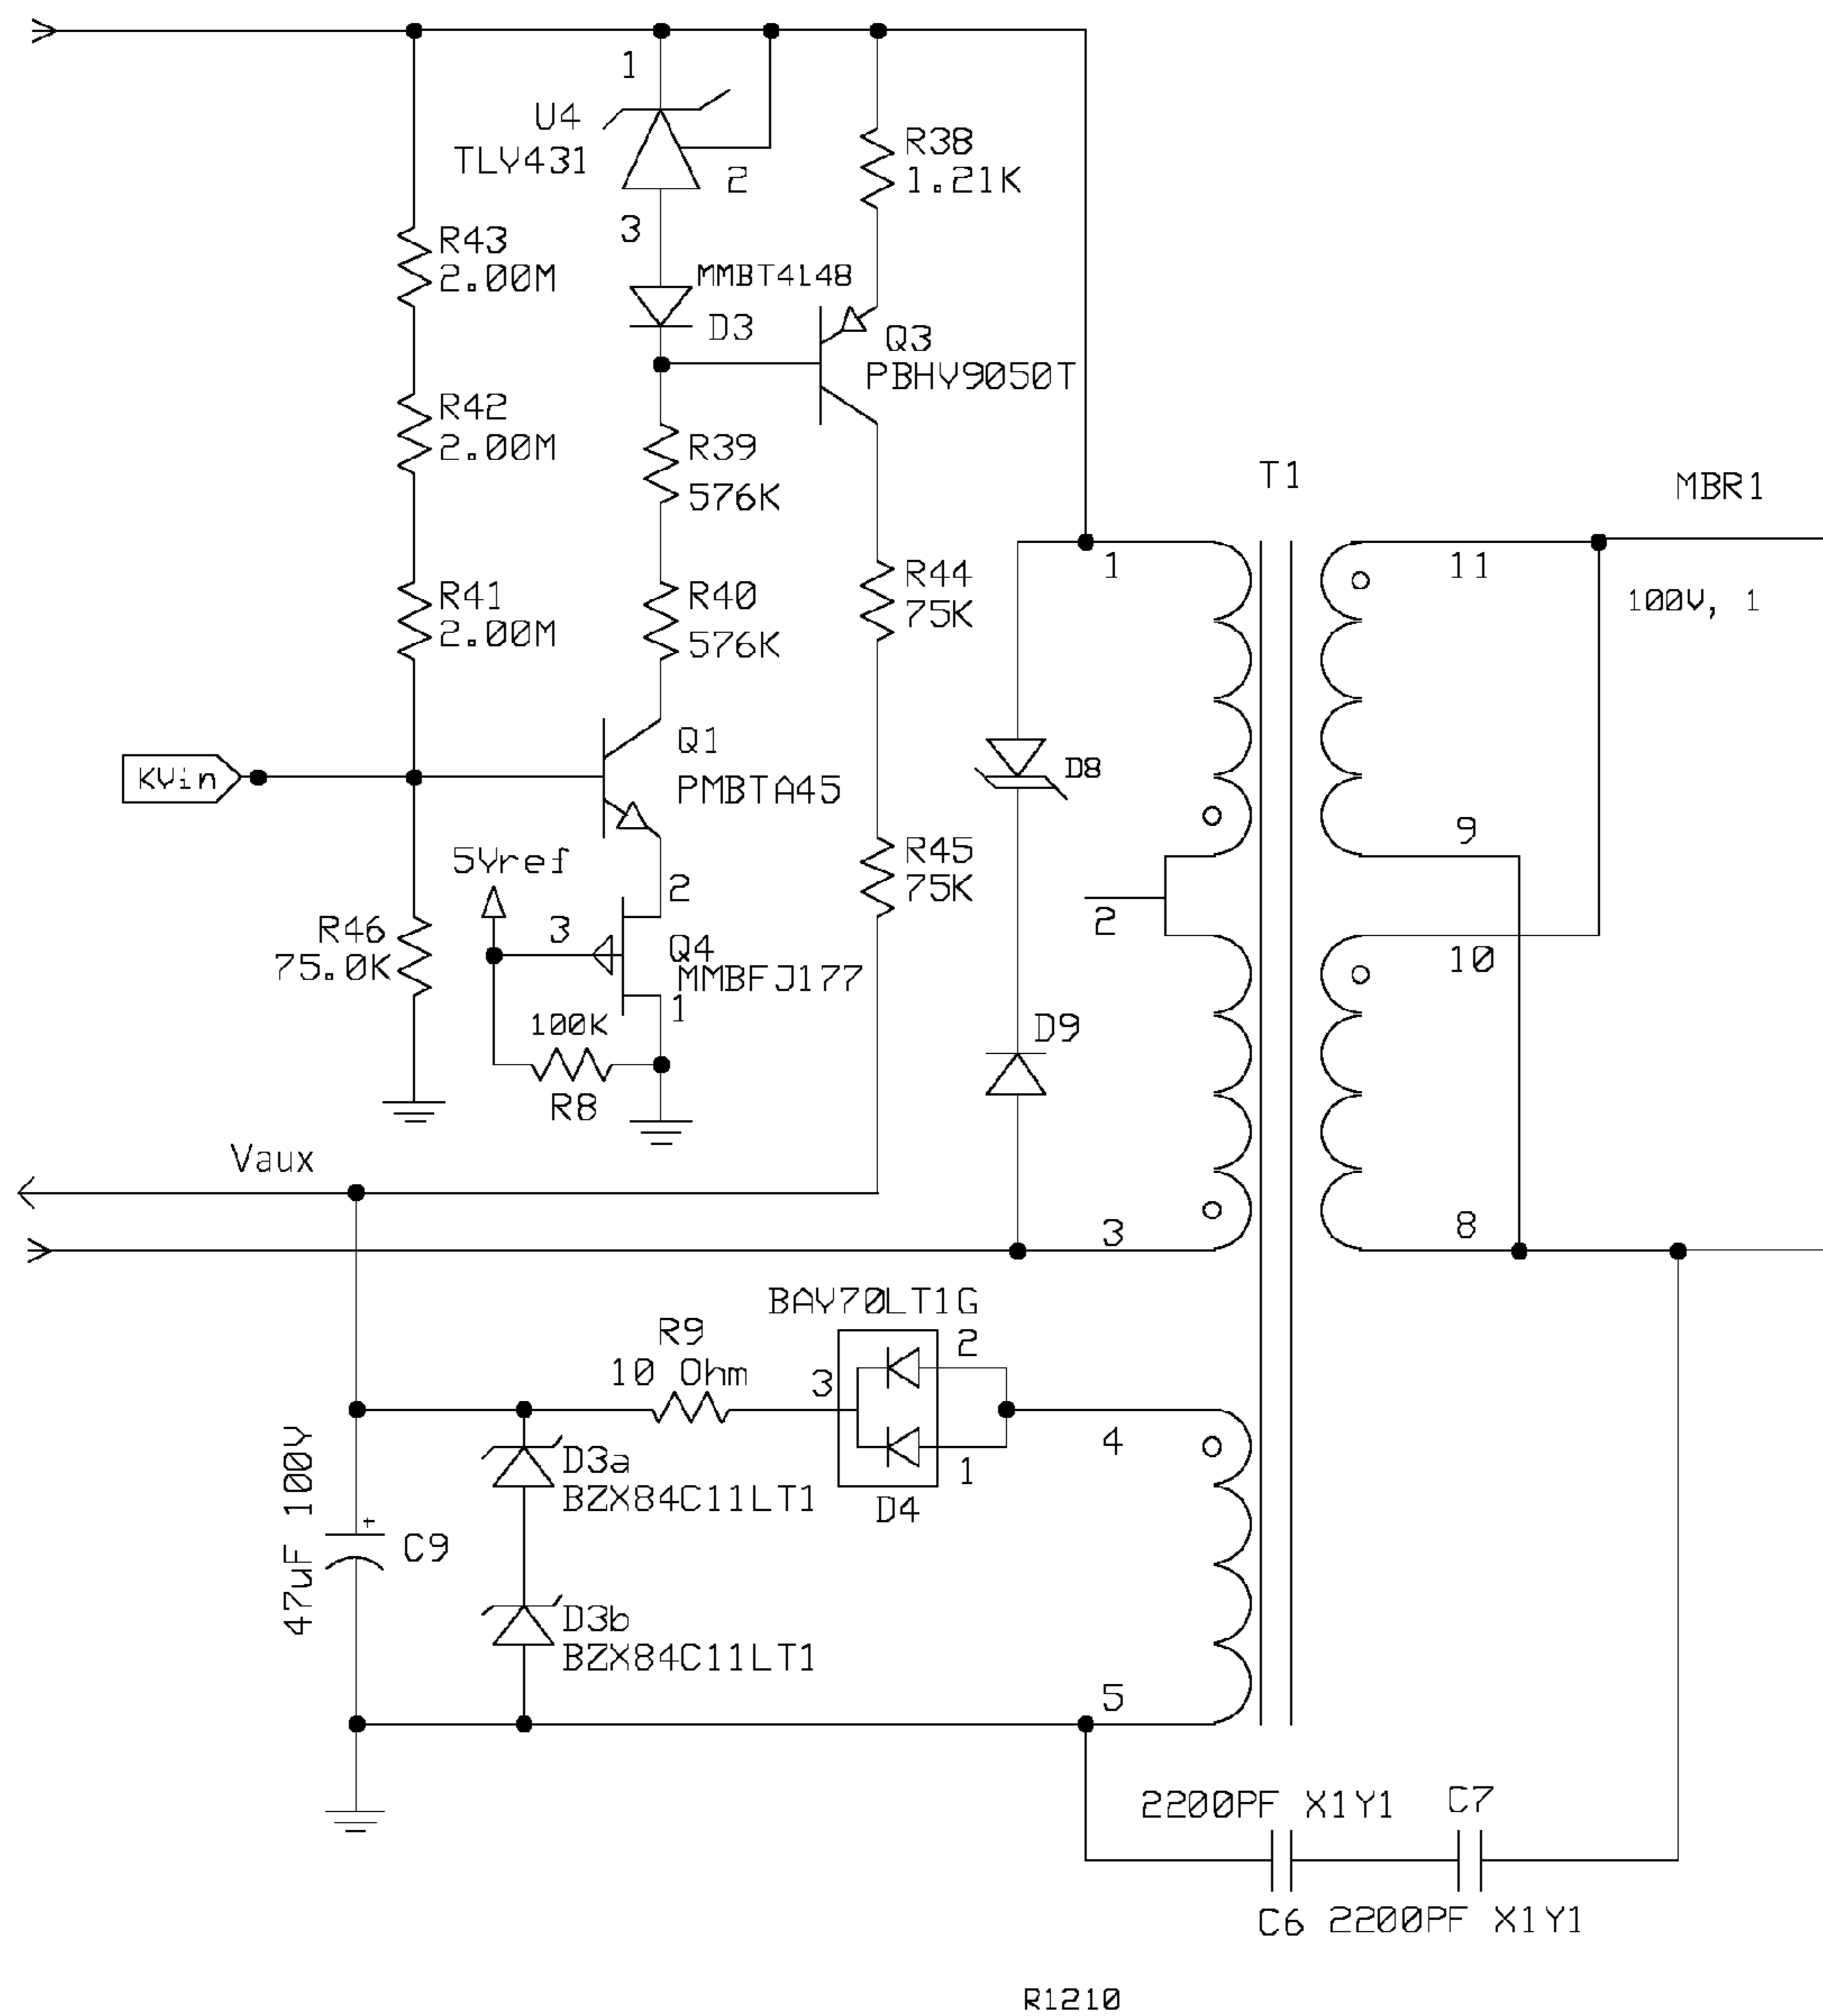 1
U4
TLV431
2
3
R38
1.21K
R43
2.00M
MMBT4148
D3
Q3
PBHV9050T
R42
2.00M
R39
576K
T1
MBR1
R41
2.00M
R40
576K
R44
75K
1
11
100V, 1
KVin
Q1
PMBTA45
D8
9
5Vref
2
R45
75K
2
R46
75.0K
3
Q4
MMBFJ177
1
10
100K
R8
D9
Vaux
3
8
BAV70LT1G
R9
10 Ohm
3
2
1
D4
4
47uF 100V
+
C9
D3a
BZX84C11LT1
D3b
BZX84C11LT1
5
2200PF X1Y1
C7
C6 2200PF X1Y1
R1210